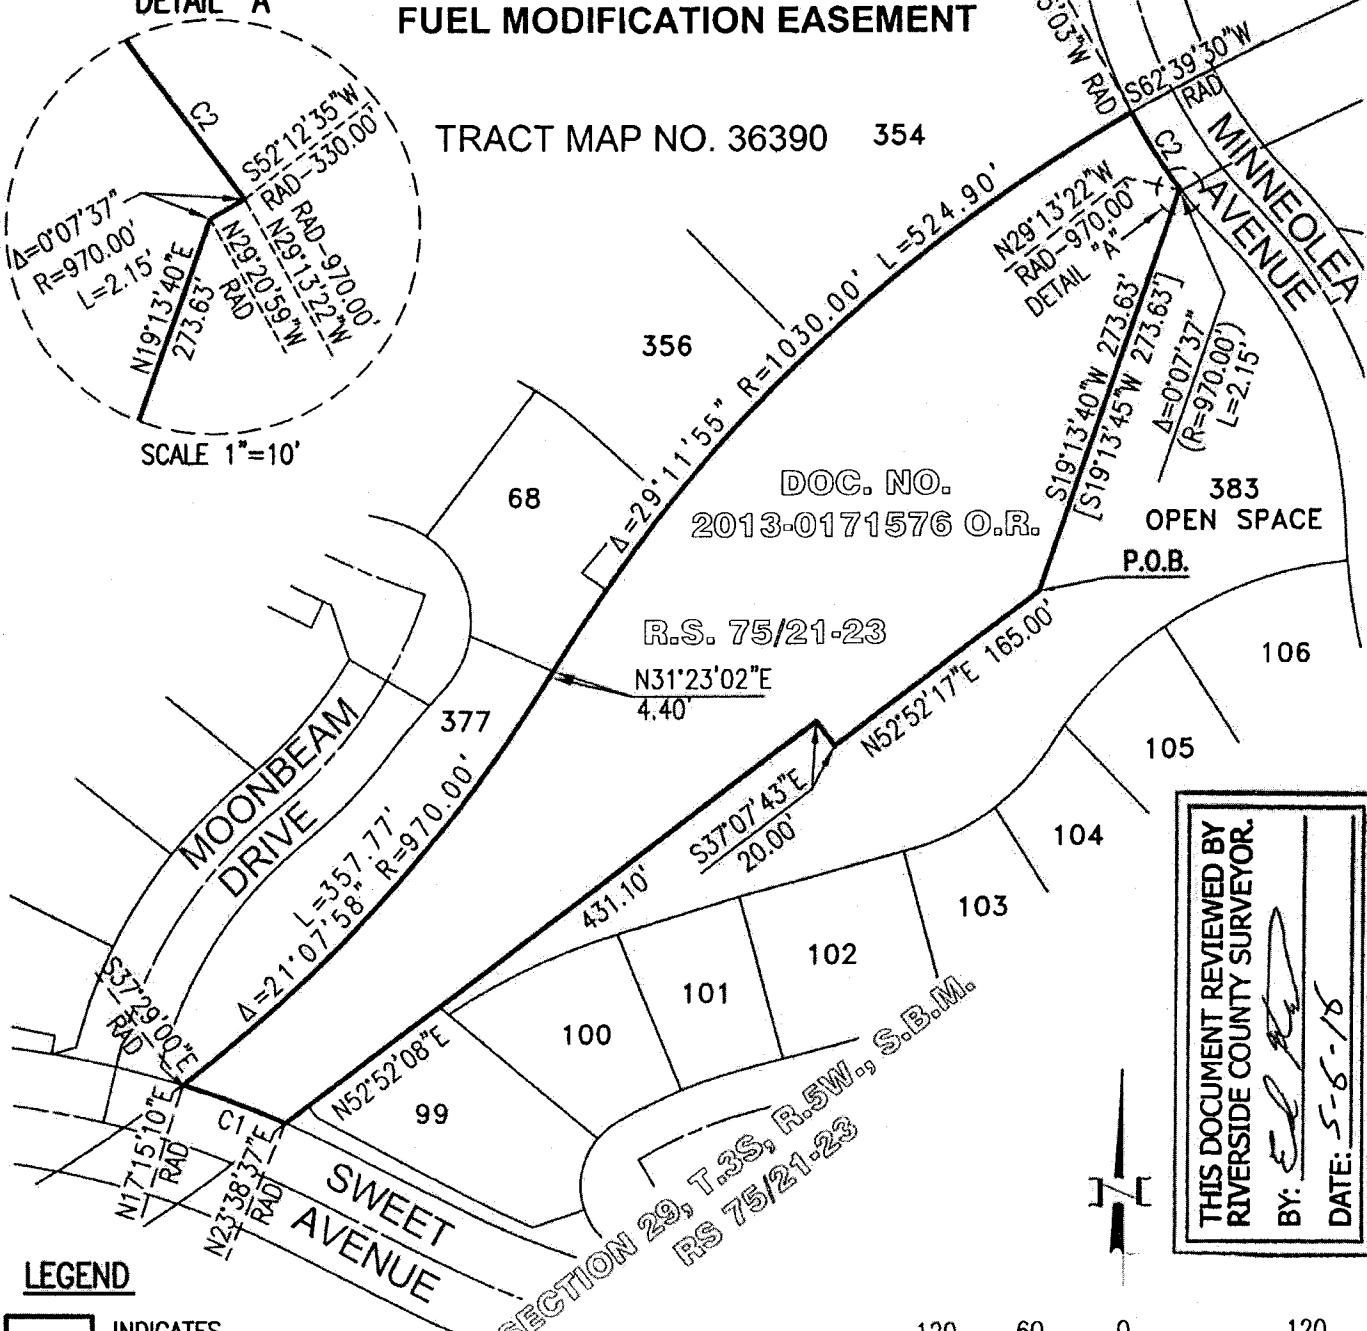 DETAIL "A"
FUEL MODIFICATION EASEMENT
TRACT MAP NO. 36390
354
C2
S52°12'35"W
RAD-330.00'
RAD-970.00'
N29°13'22"W
N29°20'59"W
RAD
Δ=0°07'37"
R=970.00'
L=2.15'
N19°13'40"E
273.63'
SCALE 1"=10'
5'03"W RAD
S62°39'30"W
RAD
C2
MINNEOLEA
AVENUE
N29°13'22"W
RAD-970.00'
DETAIL "A"
Δ=29°11'55" R=1030.00' L=524.90'
356
68
S19°13'40"W 273.63'
[S19°13'45"W 273.63']
Δ=0°07'37"
(R=970.00')
L=2.15'
DOC. NO.
2013-0171576 O.R.
383
OPEN SPACE
P.O.B.
R.S. 75/21-23
N31°23'02"E
4.40'
N52°52'17"E 165.00'
106
105
104
103
102
101
100
99
377
MOONBEAM
DRIVE
L=357.77'
Δ=21°07'58" R=970.00'
S37°07'43"E
20.00'
431.10'
N52°52'08"E
S37°29'00"E
RAD
C1
N17°15'10"E
RAD
N23°38'37"E
RAD
SWEET
AVENUE
SECTION 29, T.3S, R.5W., S.B.M.
RS 75/21-23
THIS DOCUMENT REVIEWED BY
RIVERSIDE COUNTY SURVEYOR.
BY:
DATE: 5-6-16
LEGEND
INDICATES
120 60 0 120